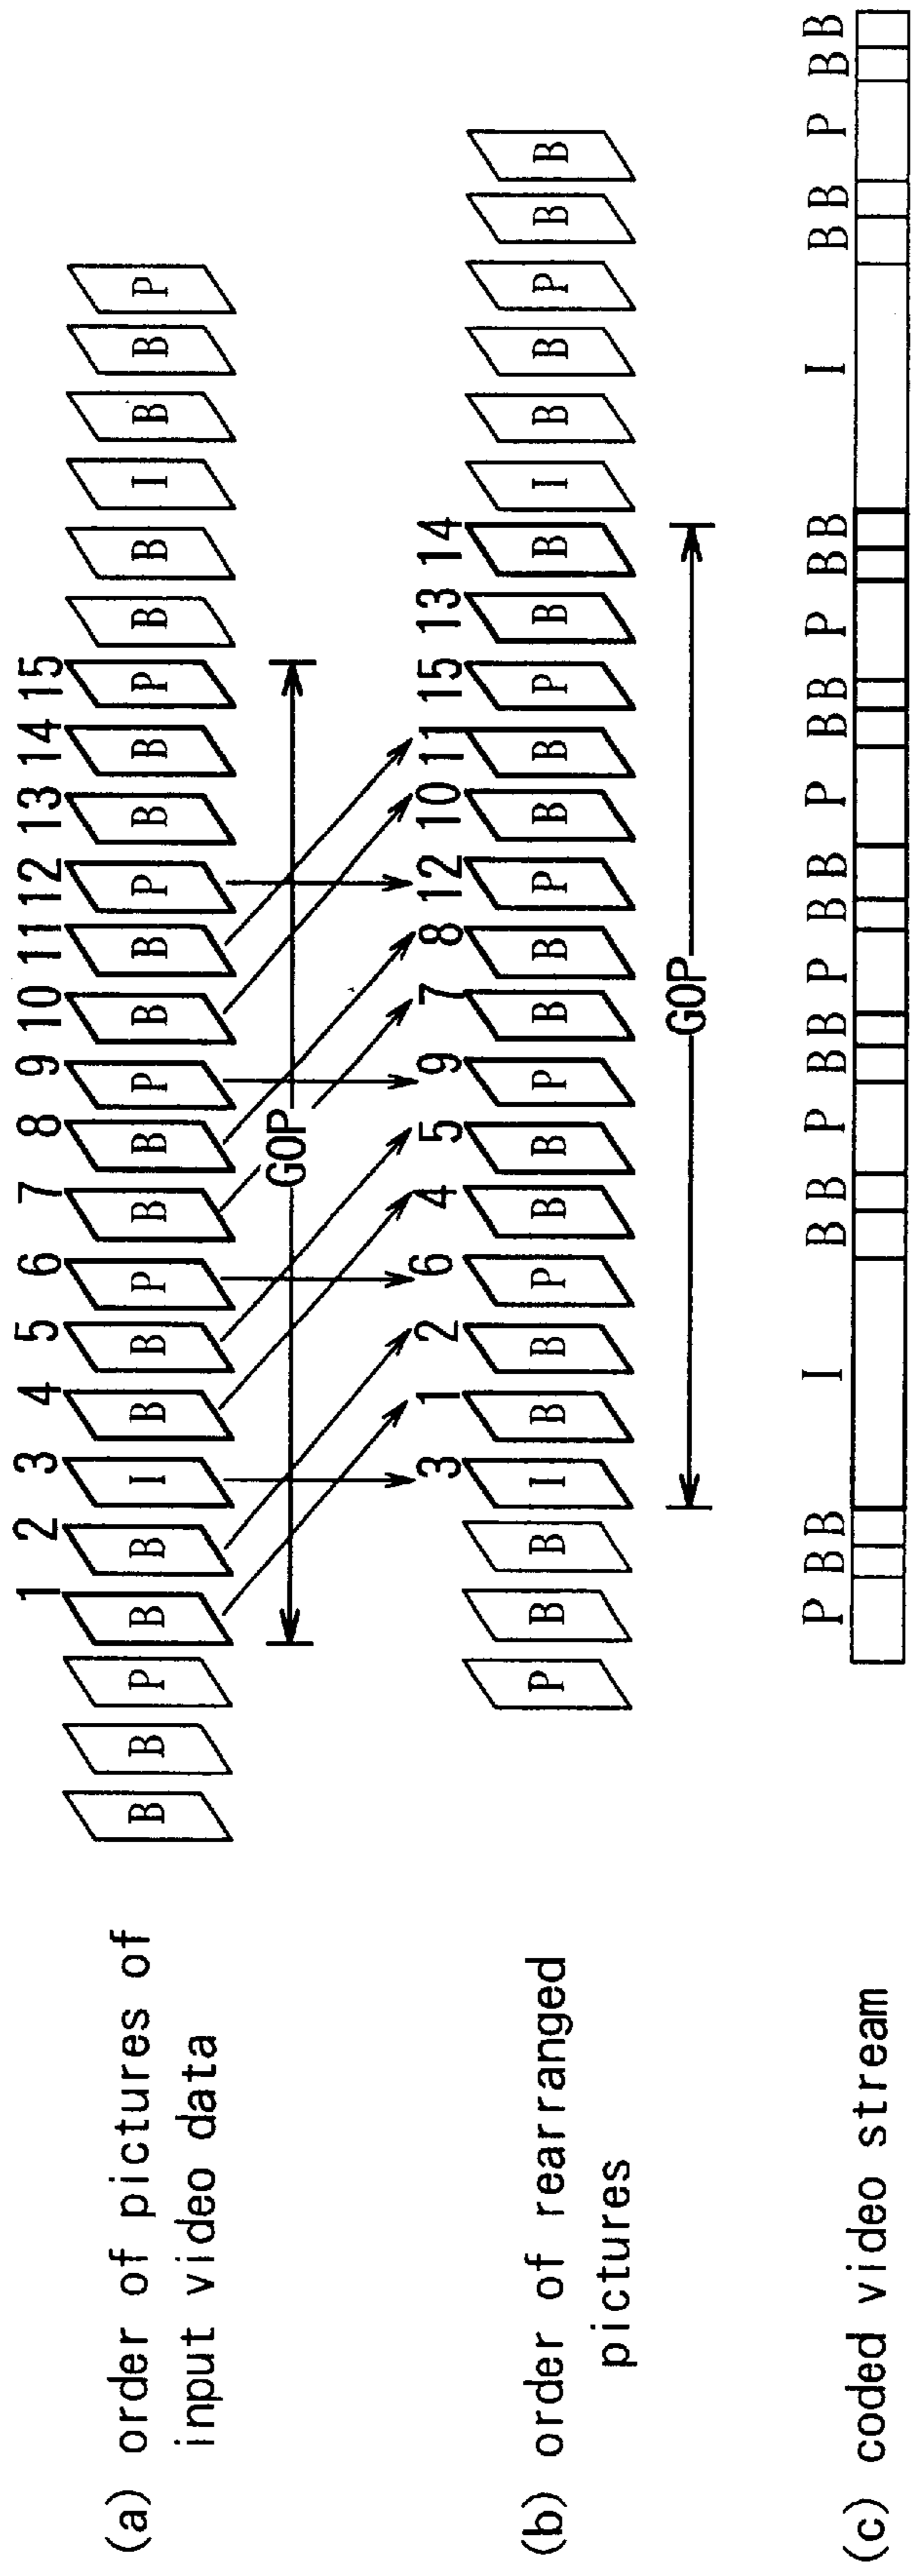 1 2 3 4 5 6 7 8 9 10 11 12 13 14 15
(a) order of pictures of
input video data
B B P B B I B B P B B P B B P B B P B B I B B P
GOP
3 1 2 6 4 5 9 7 8 12 10 11 15 13 14
(b) order of rearranged
pictures
P B B I B B P B B P B B P B B P B B I B B P B B
GOP
P B B I B B P B B P B B P B B P B B I B B P B B
(c) coded video stream